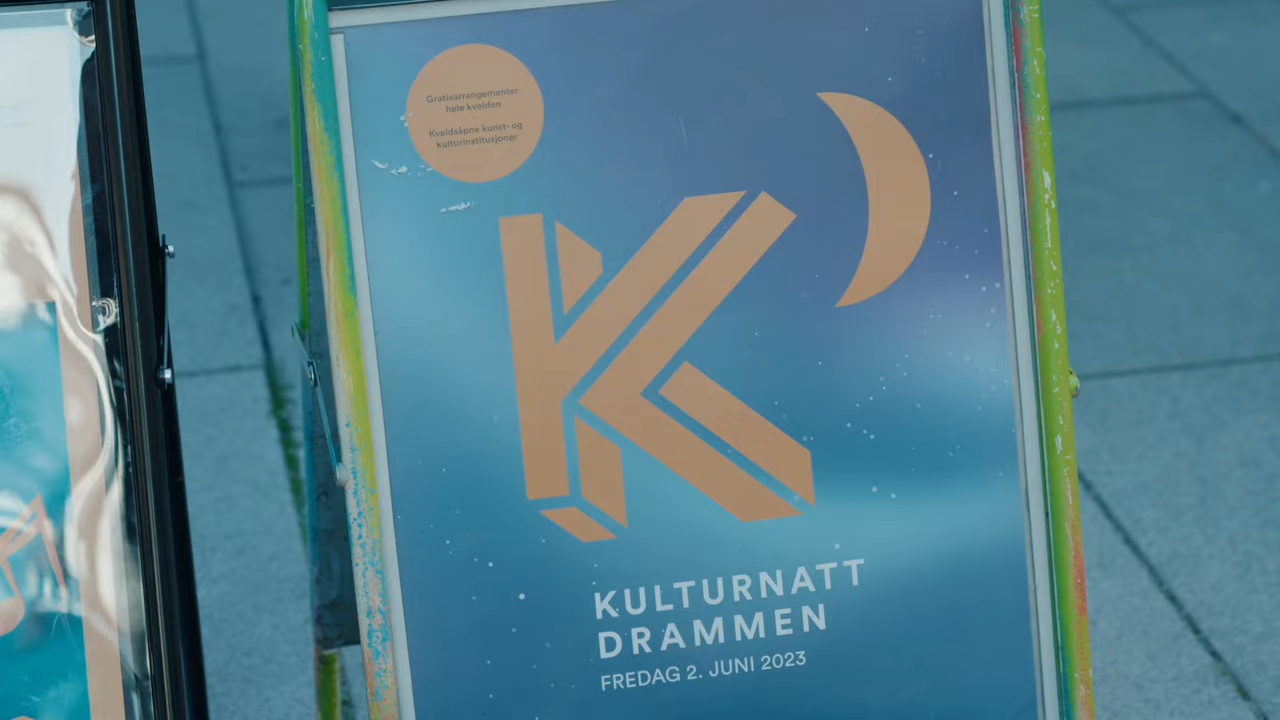 Gratisarrangementer
hele kvelden
Kveldsåpne kunst- og
kulturinstitusjoner
K
KULTURNATT
DRAMMEN
FREDAG 2. JUNI 2023